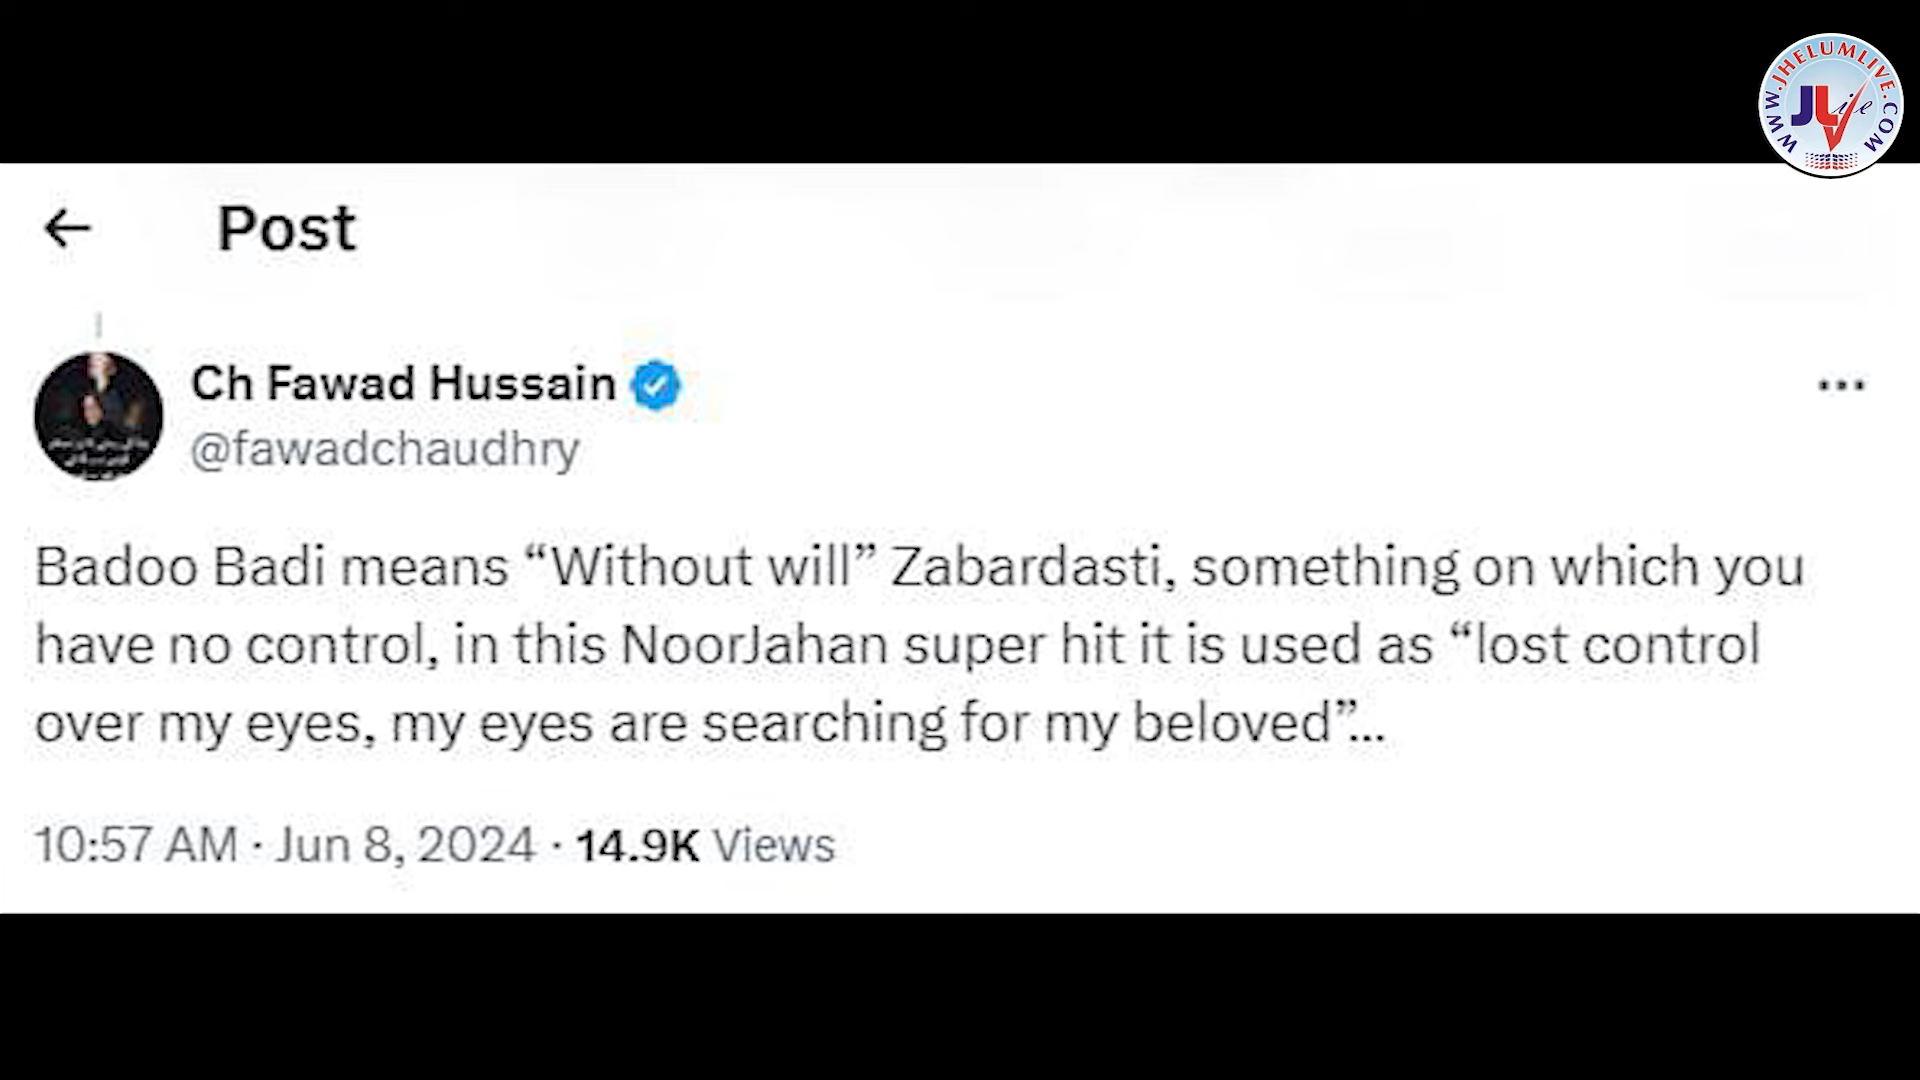 WWW.JHELUMLIVE.COM
JLife
Post
Ch Fawad Hussain
@fawadchaudhry
Badoo Badi means “Without will” Zabardasti, something on which you
have no control, in this NoorJahan super hit it is used as “lost control
over my eyes, my eyes are searching for my beloved”...
10:57 AM · Jun 8, 2024 · 14.9K Views